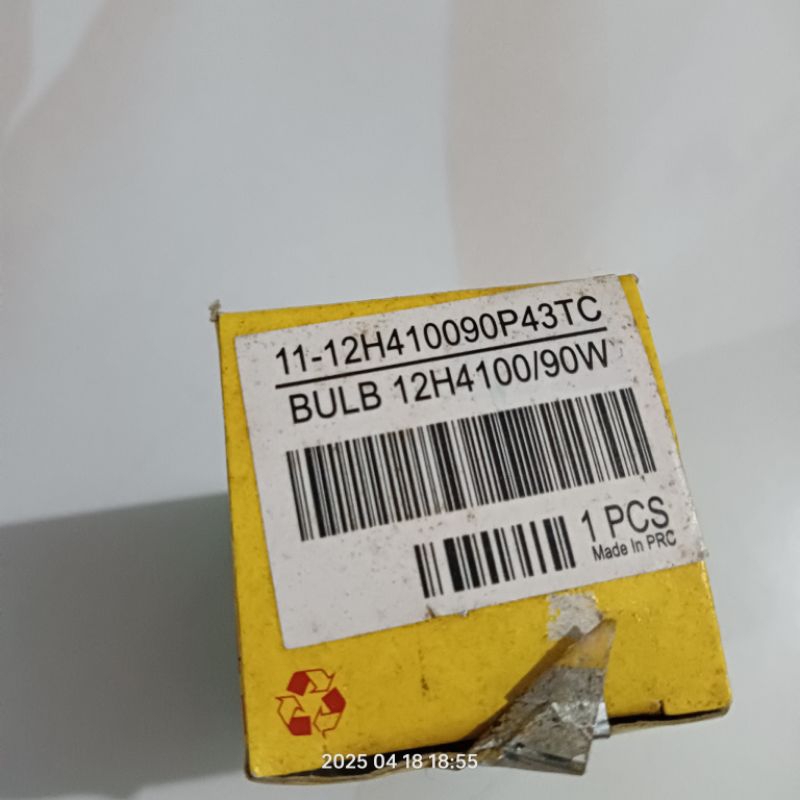 11-12H410090P43TC
BULB 12H4100/90W
1 PCS
Made In PRC
2025 04 18 18:55